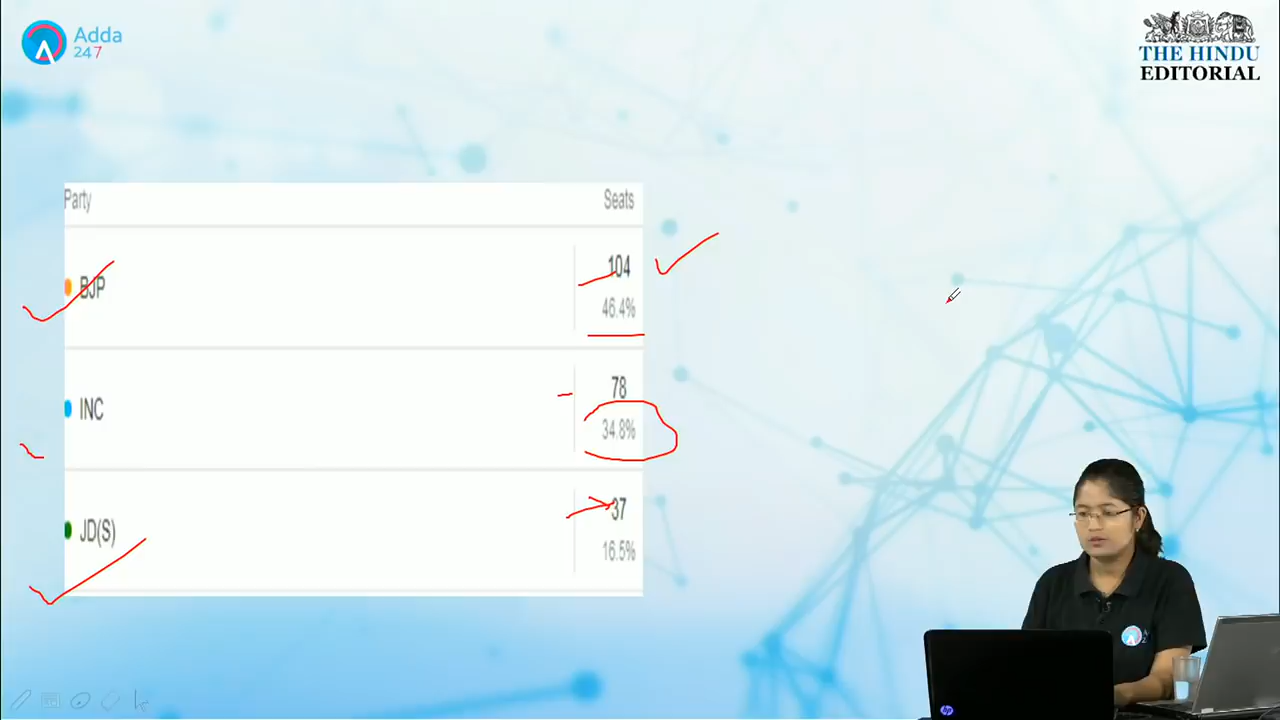 Adda
247
THE HINDU
EDITORIAL
Party Seats
BJP 104
46.4%
INC 78
34.8%
JD(S) 37
16.5%
hp